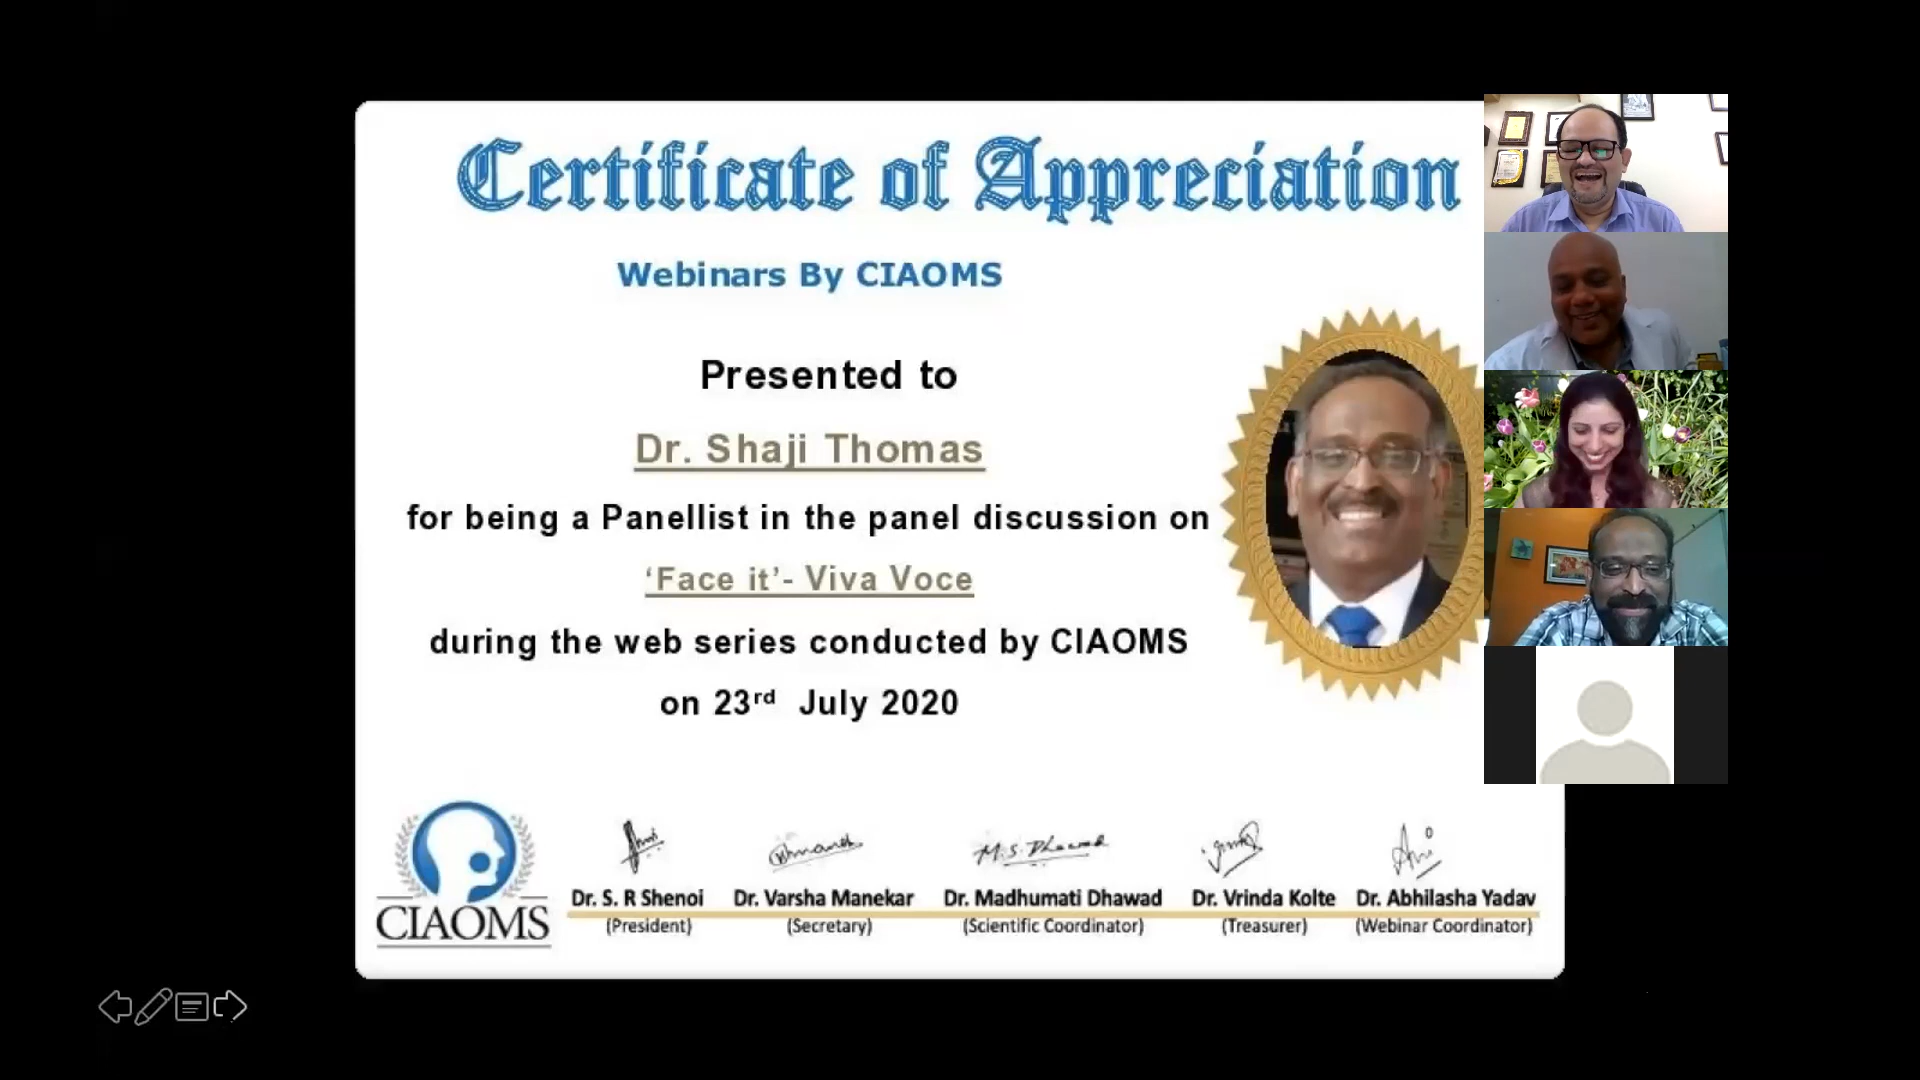 Certificate of Appreciation
Webinars By CIAOMS
Presented to
Dr. Shaji Thomas
for being a Panellist in the panel discussion on
‘Face it’- Viva Voce
during the web series conducted by CIAOMS
on 23rd July 2020
M.S. Dhawad
CIAOMS
Dr. S. R Shenoi Dr. Varsha Manekar Dr. Madhumati Dhawad Dr. Vrinda Kolte Dr. Abhilasha Yadav
(President) (Secretary) (Scientific Coordinator) (Treasurer) (Webinar Coordinator)